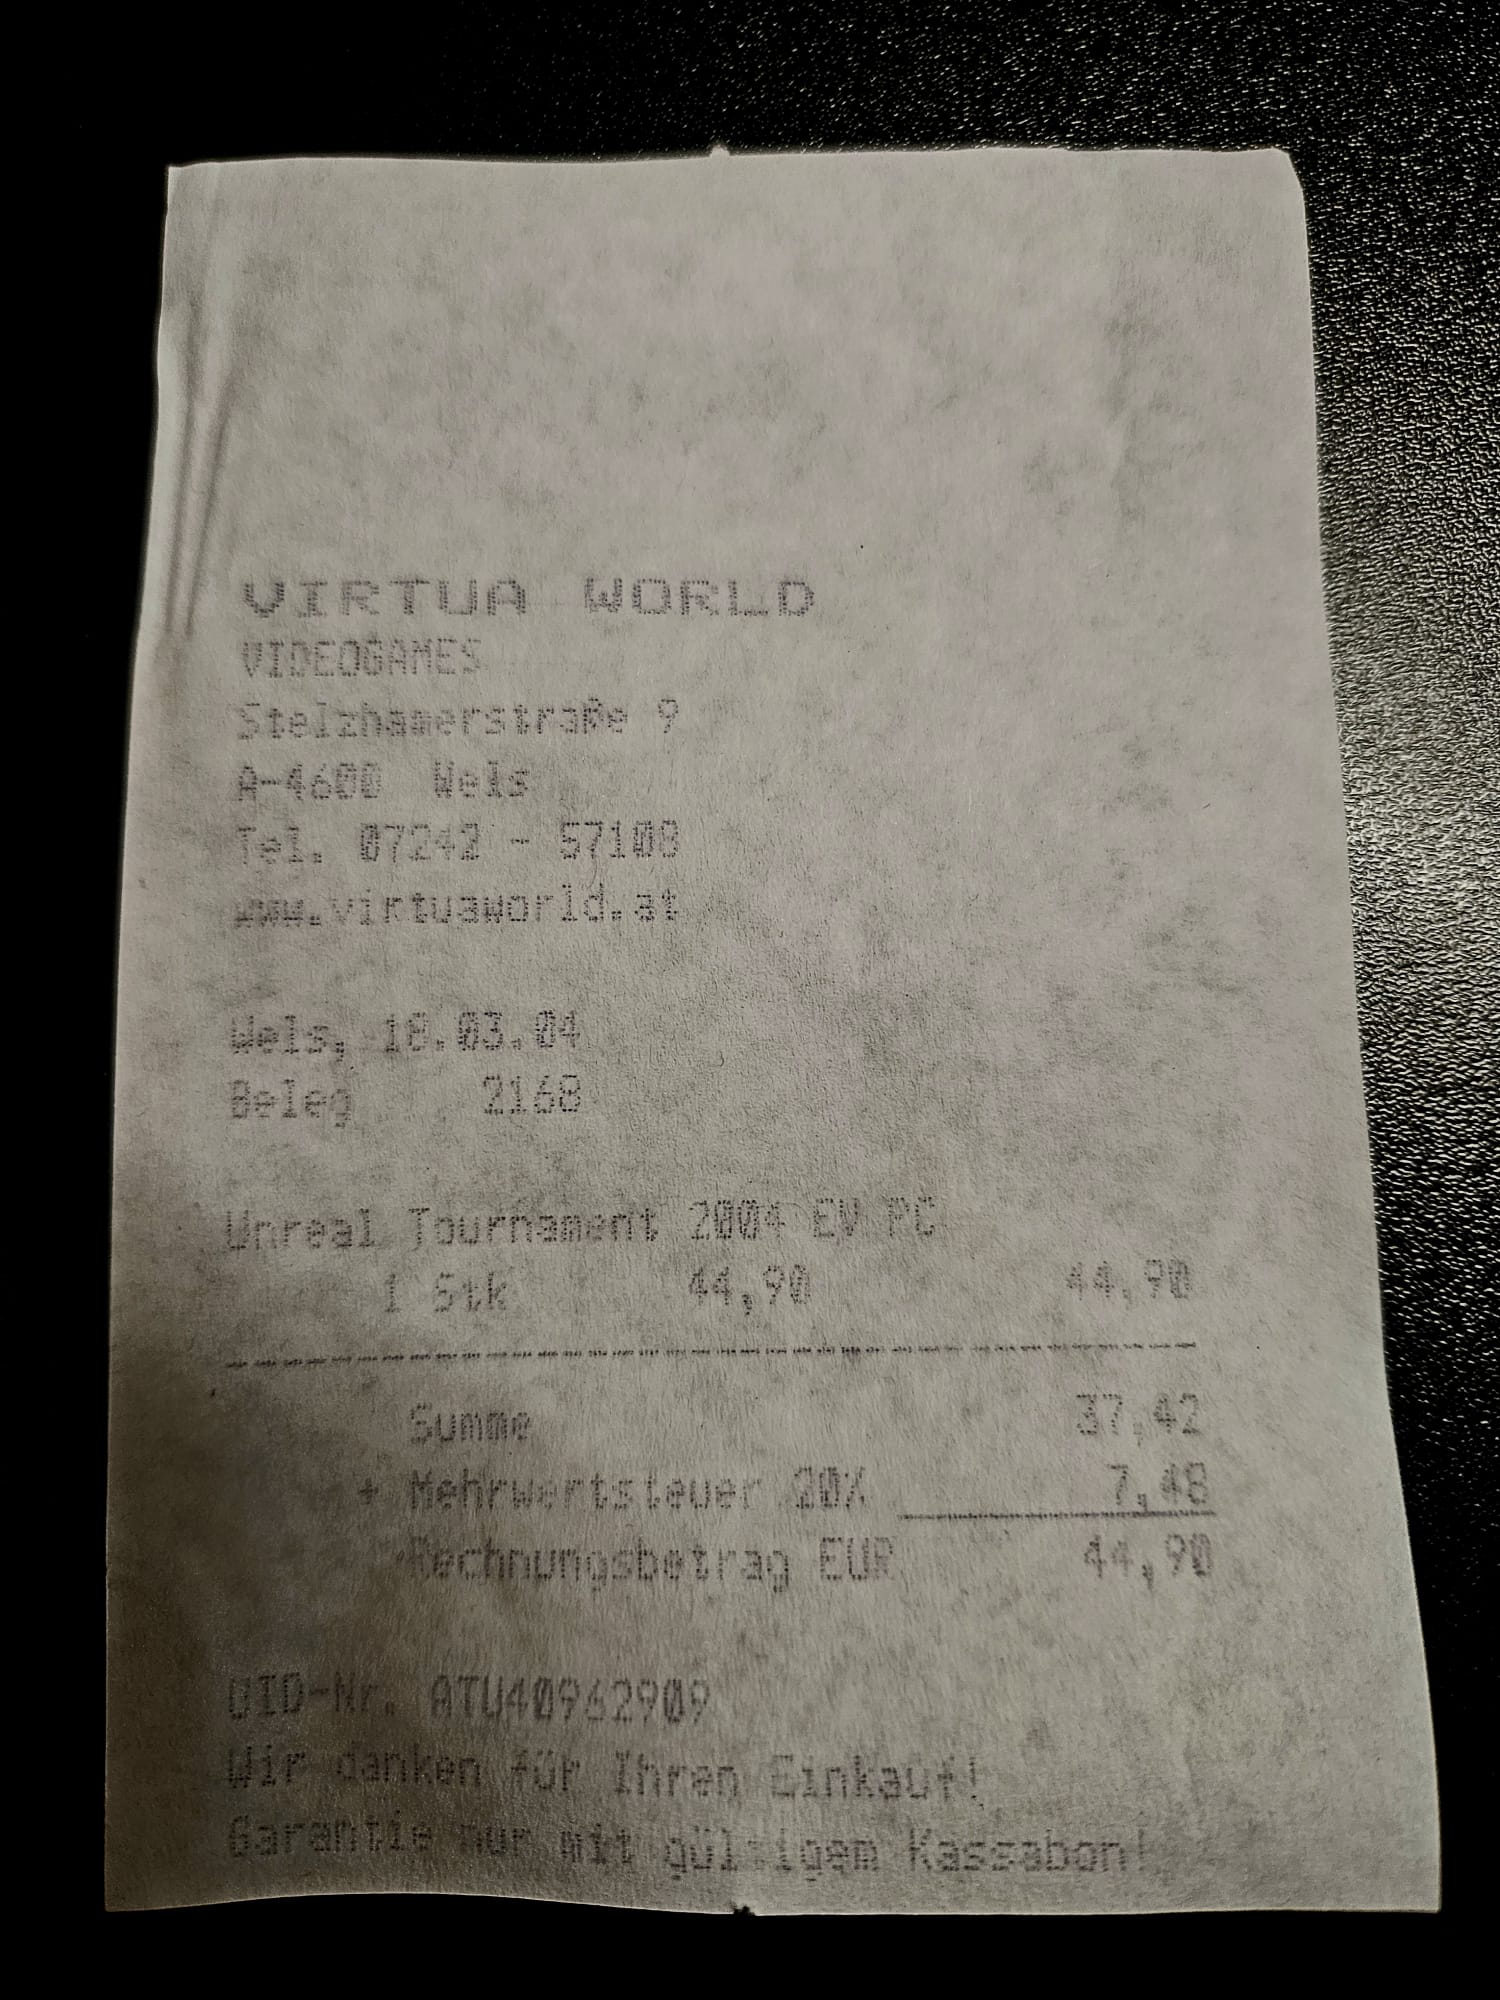 VIRTUA WORLD
VIDEOGAMES
Stelzhamerstraße 9
A-4600 Wels
Tel. 07242 - 57108
www.virtuaworld.at
Wels, 18.03.04
Beleg 2168
Unreal Tournament 2004 EV PC
1 Stk 44,90 44,90
Summe 37,42
+ Mehrwertsteuer 20% 7,48
Rechnungsbetrag EUR 44,90
UID-Nr. ATU40962909
Wir danken für Ihren Einkauf!
Garantie nur mit gültigem Kassabon!